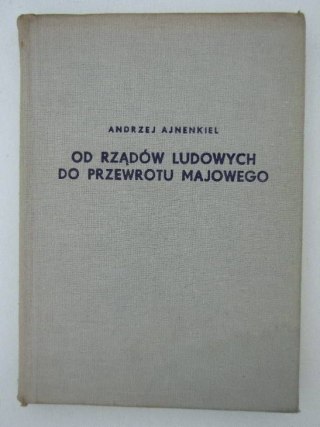 ANDRZEJ AJNENKIEL
OD RZĄDÓW LUDOWYCH
DO PRZEWROTU MAJOWEGO